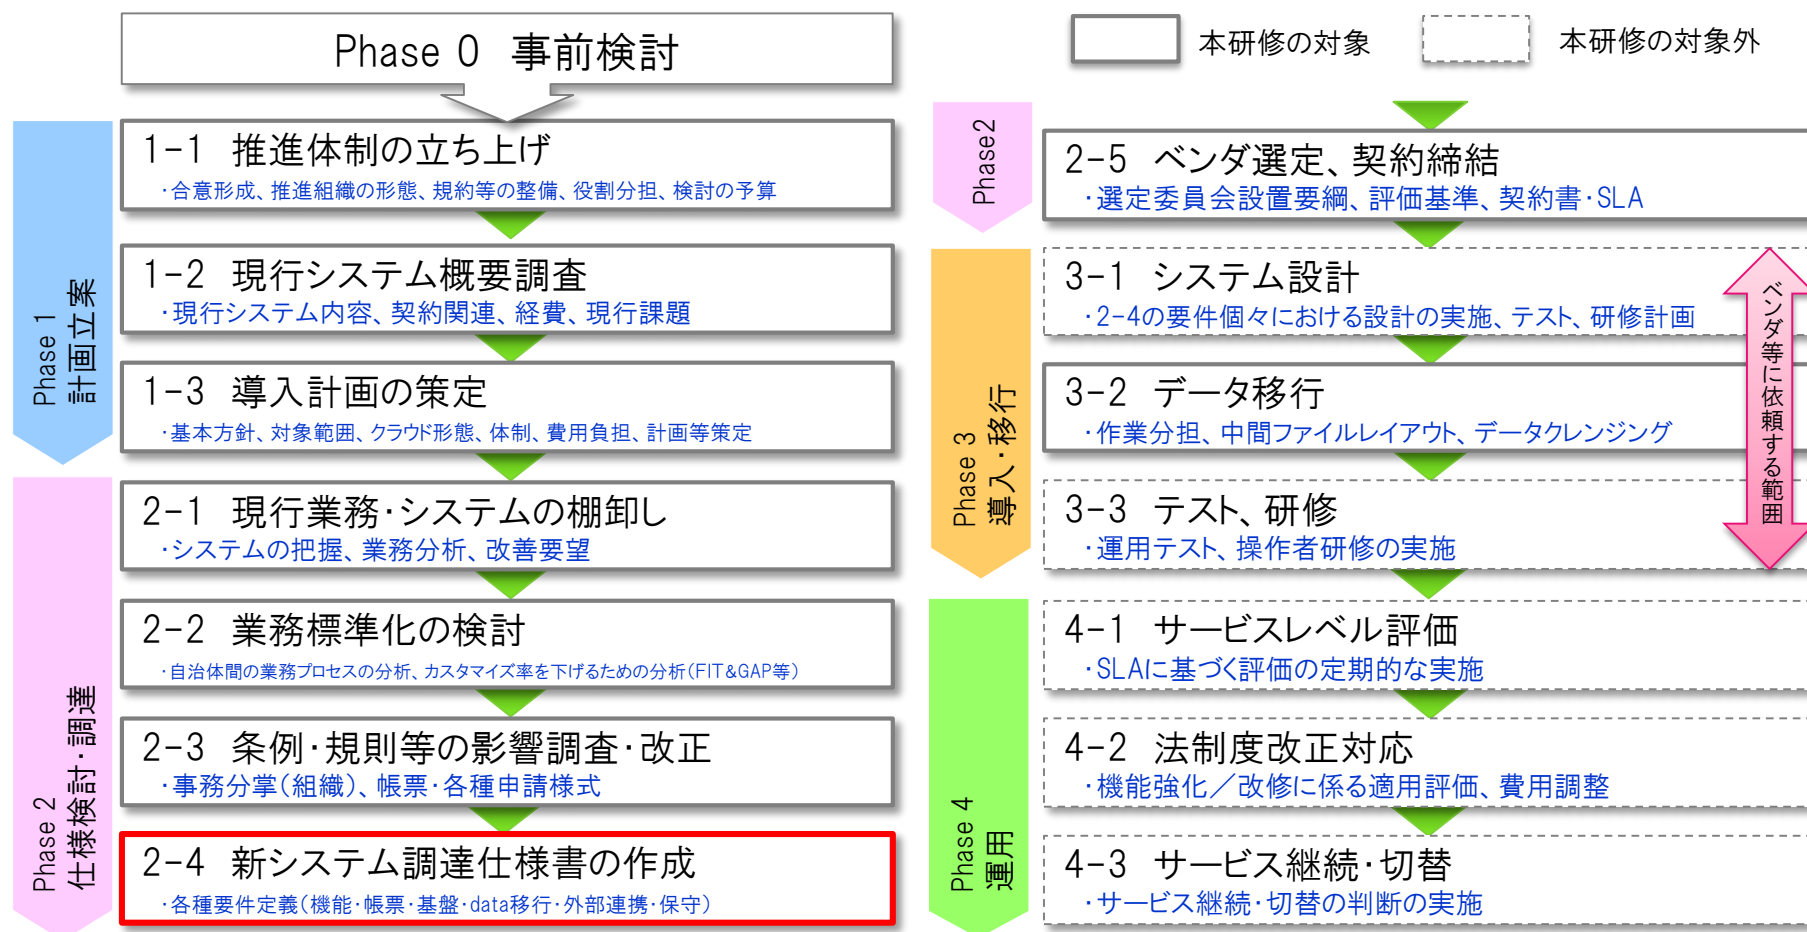 Phase 0 事前検討
本研修の対象
本研修の対象外
Phase 1
計画立案
1-1 推進体制の立ち上げ
・合意形成、推進組織の形態、規約等の整備、役割分担、検討の予算
1-2 現行システム概要調査
・現行システム内容、契約関連、経費、現行課題
1-3 導入計画の策定
・基本方針、対象範囲、クラウド形態、体制、費用負担、計画等策定
Phase 2
仕様検討・調達
2-1 現行業務・システムの棚卸し
・システムの把握、業務分析、改善要望
2-2 業務標準化の検討
・自治体間の業務プロセスの分析、カスタマイズ率を下げるための分析(FIT&GAP等)
2-3 条例・規則等の影響調査・改正
・事務分掌(組織)、帳票・各種申請様式
2-4 新システム調達仕様書の作成
・各種要件定義(機能・帳票・基盤・data移行・外部連携・保守)
Phase2
2-5 ベンダ選定、契約締結
・選定委員会設置要綱、評価基準、契約書・SLA
Phase 3
導入・移行
3-1 システム設計
・2-4の要件個々における設計の実施、テスト、研修計画
3-2 データ移行
・作業分担、中間ファイルレイアウト、データクレンジング
3-3 テスト、研修
・運用テスト、操作者研修の実施
ベンダ等に依頼する範囲
Phase 4
運用
4-1 サービスレベル評価
・SLAに基づく評価の定期的な実施
4-2 法制度改正対応
・機能強化／改修に係る適用評価、費用調整
4-3 サービス継続・切替
・サービス継続・切替の判断の実施